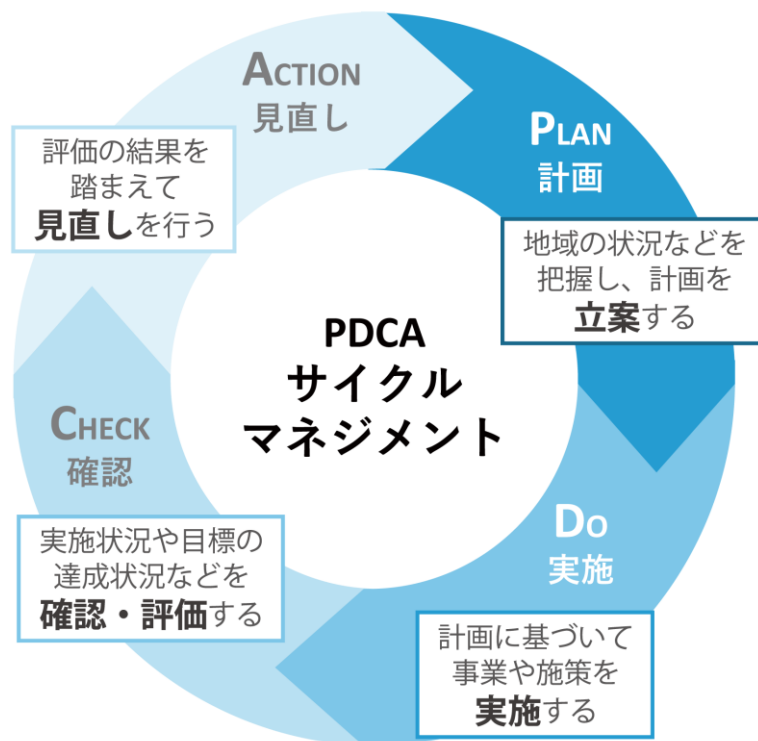 ACTION
見直し
評価の結果を
踏まえて
見直しを行う
PLAN
計画
地域の状況などを
把握し、計画を
立案する
PDCA
サイクル
マネジメント
DO
実施
計画に基づいて
事業や施策を
実施する
CHECK
確認
実施状況や目標の
達成状況などを
確認・評価する